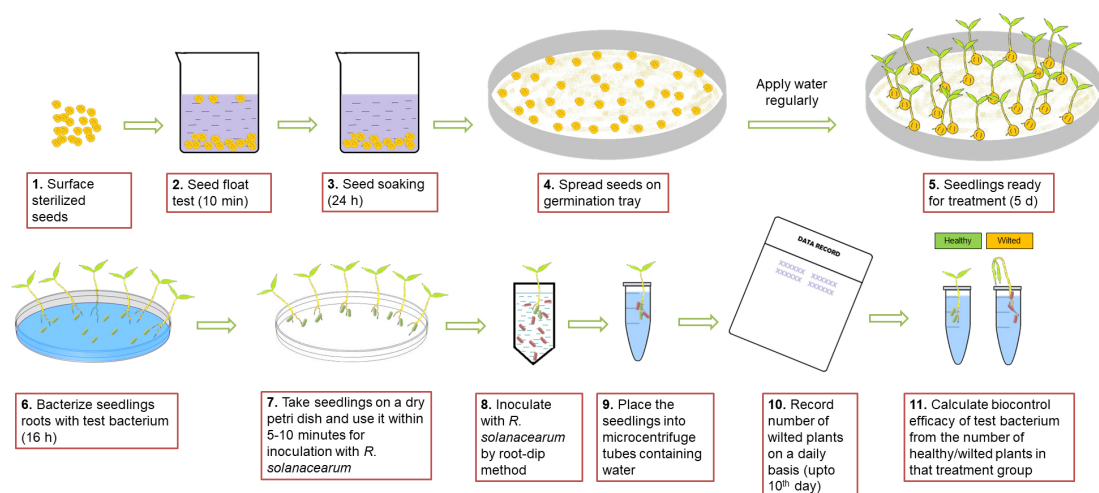 Apply water
regularly
1. Surface
sterilized
seeds
2. Seed float
test (10 min)
3. Seed soaking
(24 h)
4. Spread seeds on
germination tray
5. Seedlings ready
for treatment (5 d)
DATA RECORD
XXXXXX XXXXXX
XXXXXX XXXXXX
Healthy
Wilted
6. Bacterize seedlings
roots with test bacterium
(16 h)
7. Take seedlings on a dry
petri dish and use it within
5-10 minutes for
inoculation with R.
solanacearum
8. Inoculate
with R.
solanacearum
by root-dip
method
9. Place the
seedlings into
microcentrifuge
tubes containing
water
10. Record
number of
wilted plants
on a daily
basis (upto
10th day)
11. Calculate biocontrol
efficacy of test bacterium
from the number of
healthy/wilted plants in
that treatment group